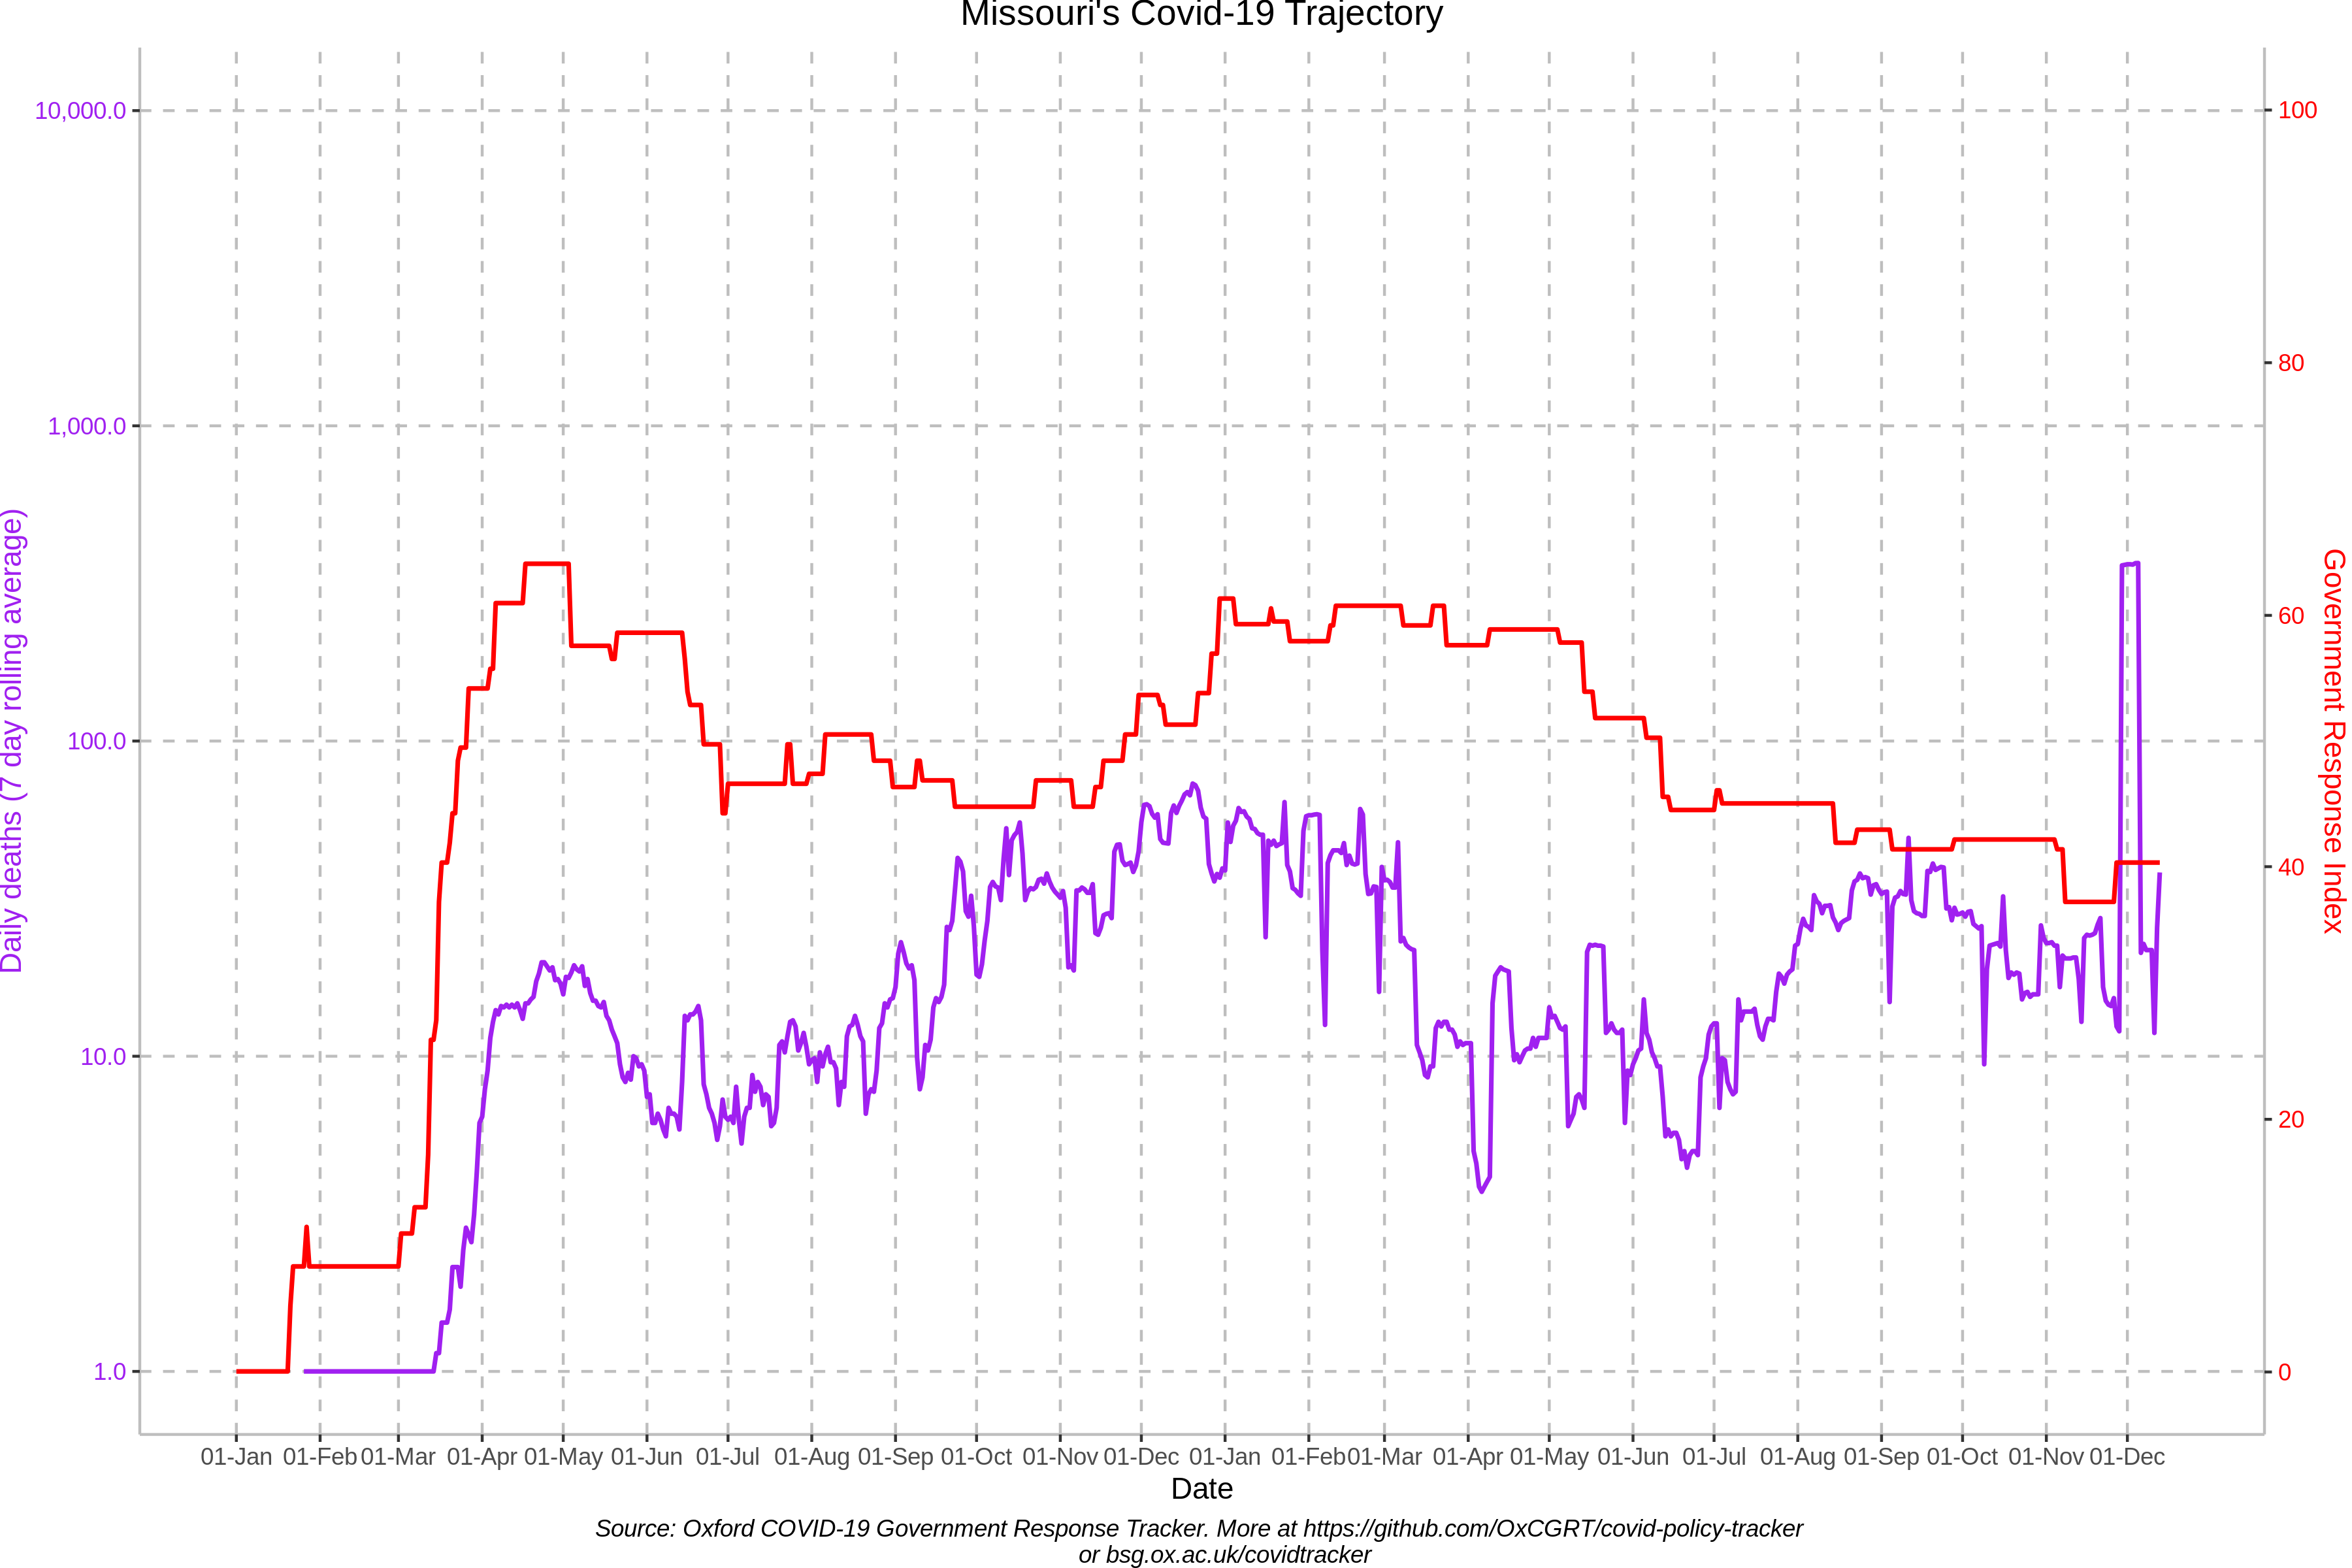 Missouri's Covid-19 Trajectory
10,000.0
1,000.0
100.0
10.0
1.0
Daily deaths (7 day rolling average)
100
80
60
40
20
0
Government Response Index
01-Jan 01-Feb 01-Mar 01-Apr 01-May 01-Jun 01-Jul 01-Aug 01-Sep 01-Oct 01-Nov 01-Dec 01-Jan 01-Feb 01-Mar 01-Apr 01-May 01-Jun 01-Jul 01-Aug 01-Sep 01-Oct 01-Nov 01-Dec
Date
Source: Oxford COVID-19 Government Response Tracker. More at https://github.com/OxCGRT/covid-policy-tracker
or bsg.ox.ac.uk/covidtracker